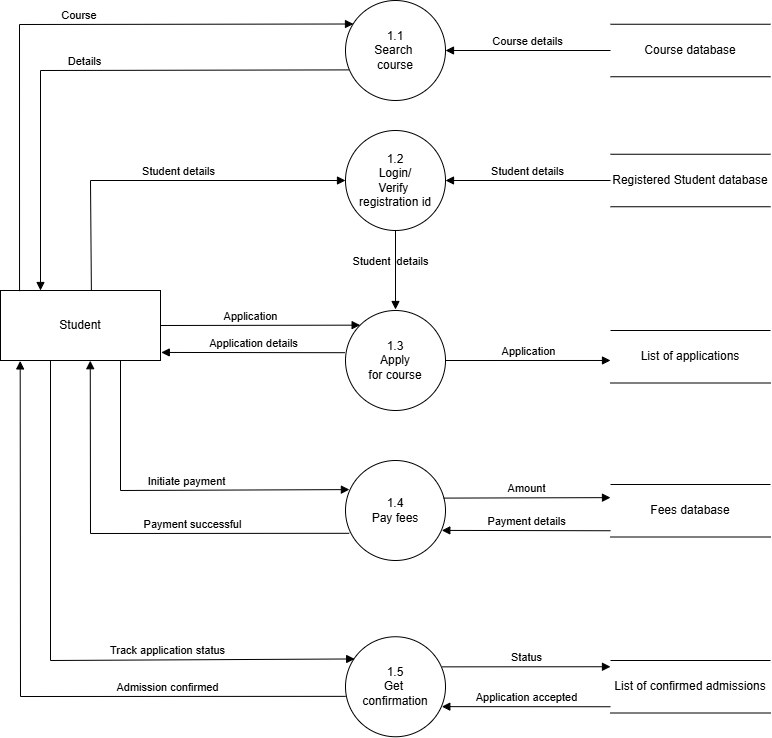 Course
1.1
Search
course
Course details
Course database
Details
1.2
Login/
Verify
registration id
Student details
Student details
Registered Student database
Student details
Student
Application
Application details
1.3
Apply
for course
Application
List of applications
Initiate payment
Payment successful
1.4
Pay fees
Amount
Payment details
Fees database
Track application status
Admission confirmed
1.5
Get
confirmation
Status
Application accepted
List of confirmed admissions